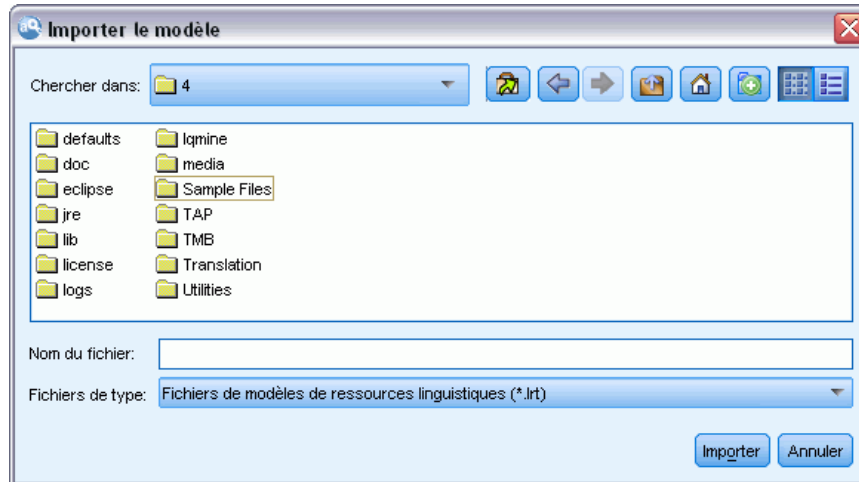 Importer le modèle
Chercher dans: 4
defaults lqmine
doc media
eclipse Sample Files
jre TAP
lib TMB
license Translation
logs Utilities
Nom du fichier:
Fichiers de type: Fichiers de modèles de ressources linguistiques (*.lrt)
Importer Annuler